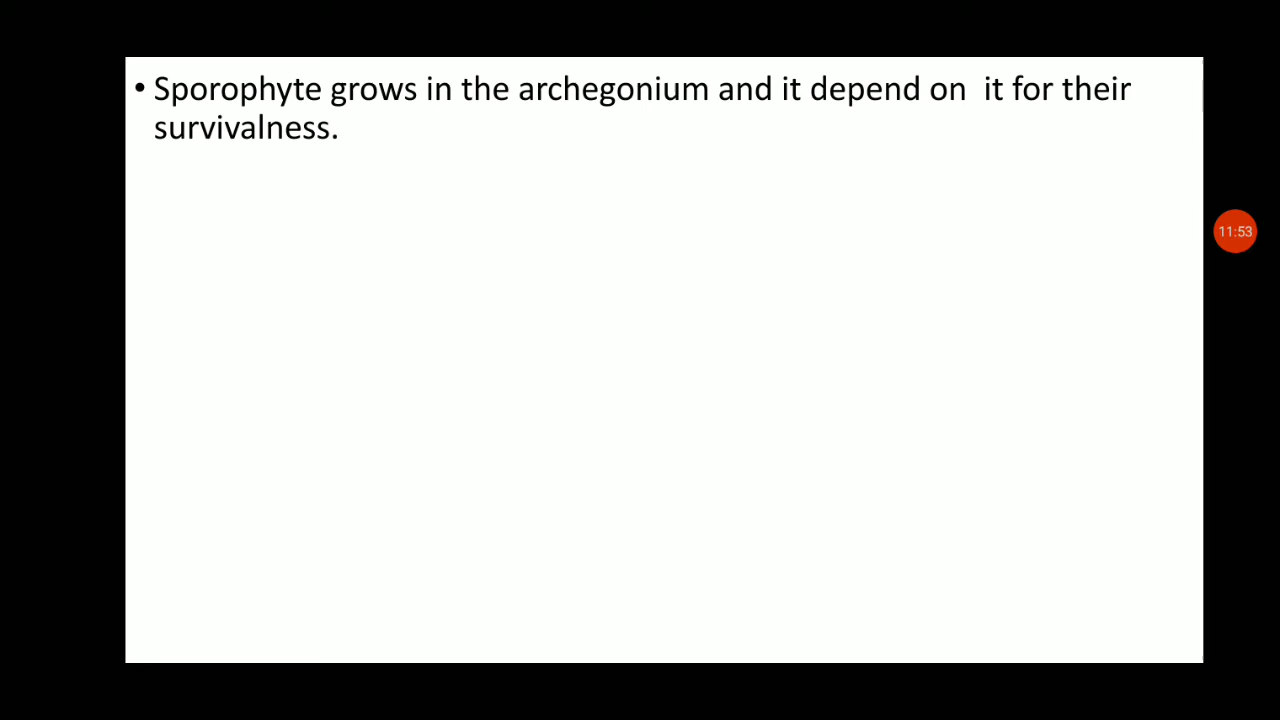 • Sporophyte grows in the archegonium and it depend on  it for their
survivalness.
11:53